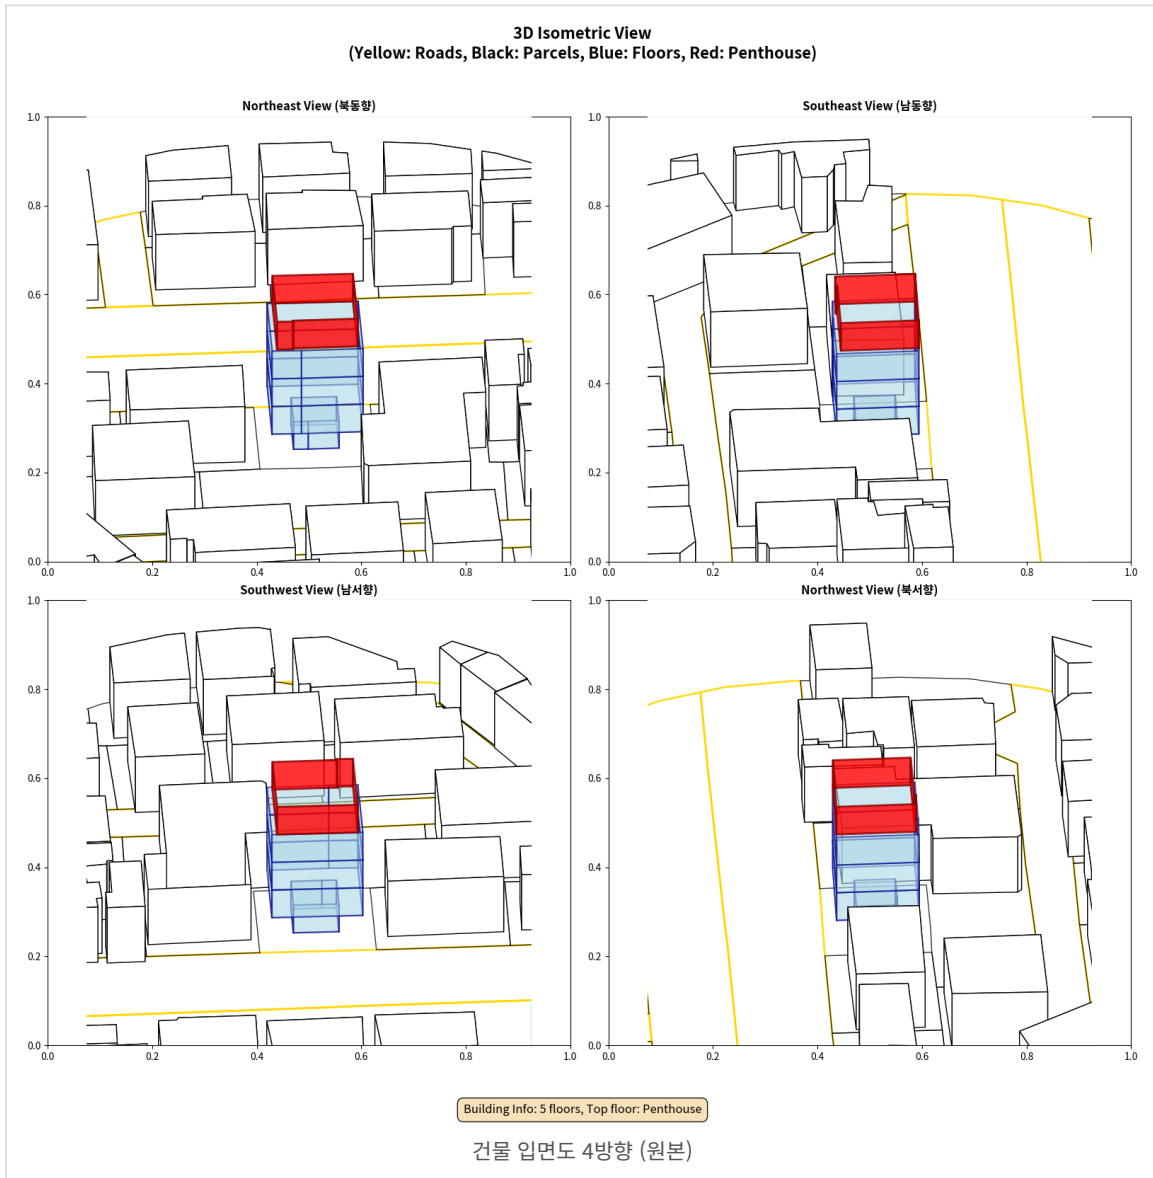 3D Isometric View
(Yellow: Roads, Black: Parcels, Blue: Floors, Red: Penthouse)
Northeast View (북동향)
1.0
0.8
0.6
0.4
0.2
0.0
0.0 0.2 0.4 0.6 0.8 1.0
Southeast View (남동향)
1.0
0.8
0.6
0.4
0.2
0.0
0.0 0.2 0.4 0.6 0.8 1.0
Southwest View (남서향)
1.0
0.8
0.6
0.4
0.2
0.0
0.0 0.2 0.4 0.6 0.8 1.0
Northwest View (북서향)
1.0
0.8
0.6
0.4
0.2
0.0
0.0 0.2 0.4 0.6 0.8 1.0
Building Info: 5 floors, Top floor: Penthouse
건물 입면도 4방향 (원본)